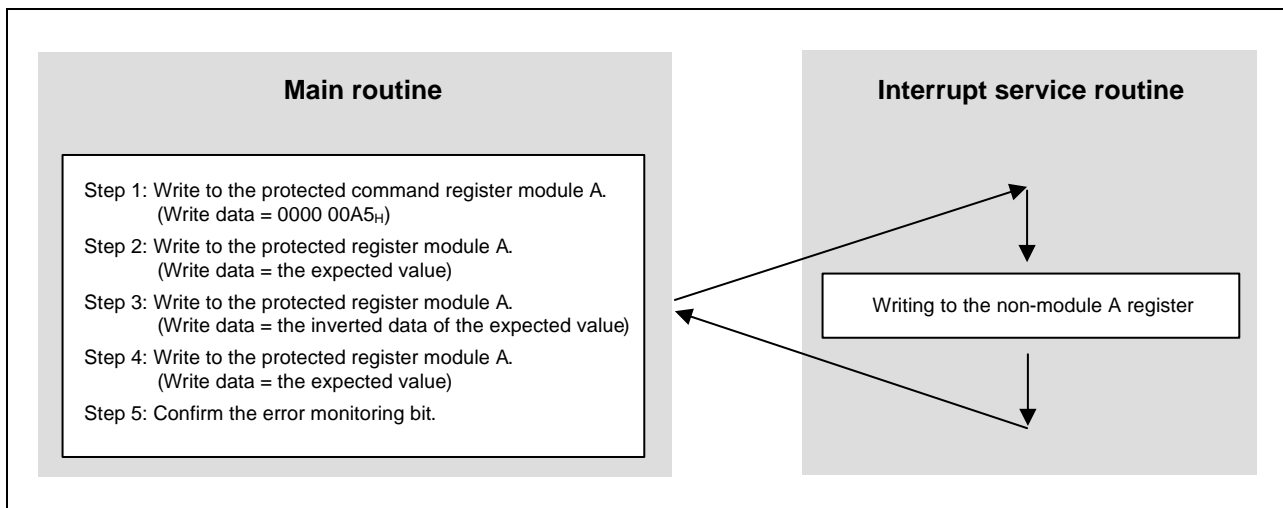 Main routine
Step 1: Write to the protected command register module A.
(Write data = 0000 00A5H)
Step 2: Write to the protected register module A.
(Write data = the expected value)
Step 3: Write to the protected register module A.
(Write data = the inverted data of the expected value)
Step 4: Write to the protected register module A.
(Write data = the expected value)
Step 5: Confirm the error monitoring bit.
Interrupt service routine
Writing to the non-module A register